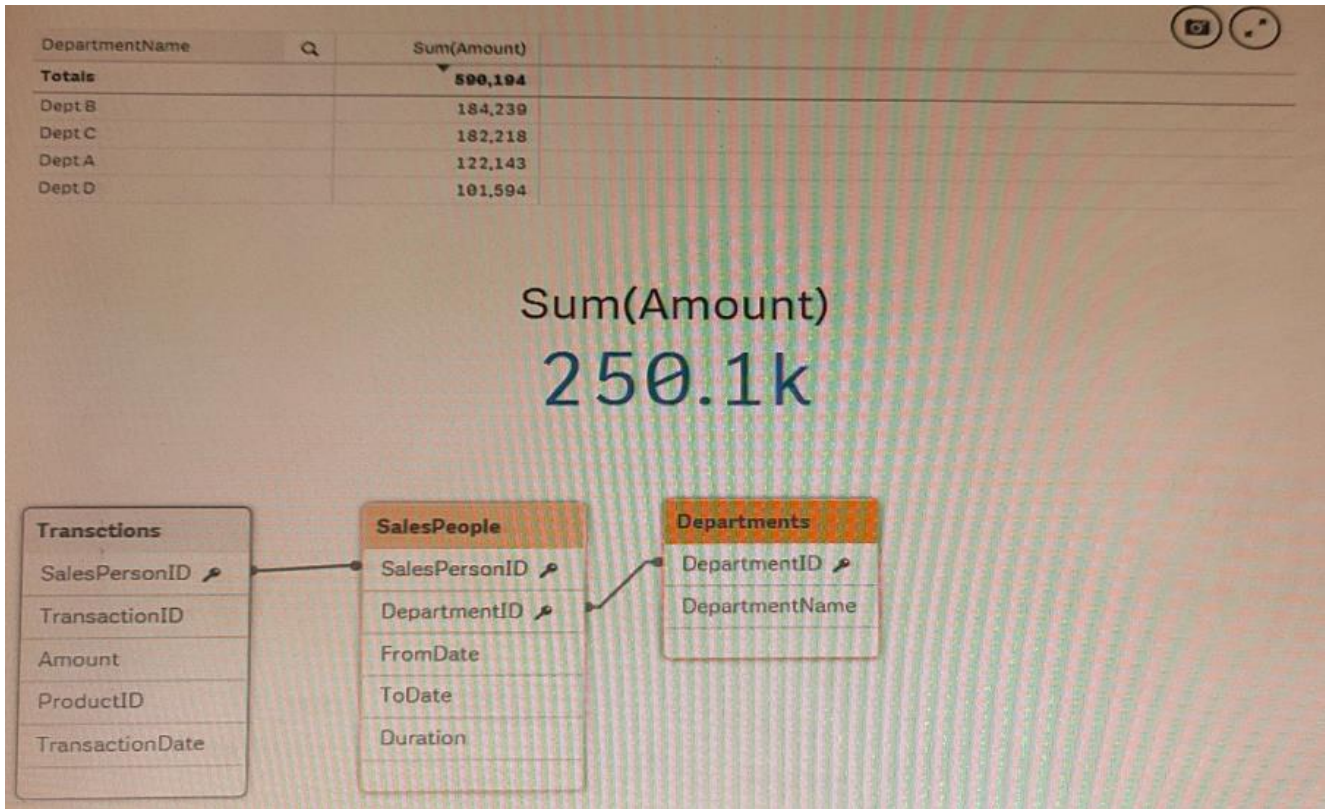 DepartmentName Sum(Amount)
Totals 590,194
Dept B 184,239
Dept C 182,218
Dept A 122,143
Dept D 101,594
Sum(Amount)
250.1k
Transctions
SalesPersonID
TransactionID
Amount
ProductID
TransactionDate
SalesPeople
SalesPersonID
DepartmentID
FromDate
ToDate
Duration
Departments
DepartmentID
DepartmentName